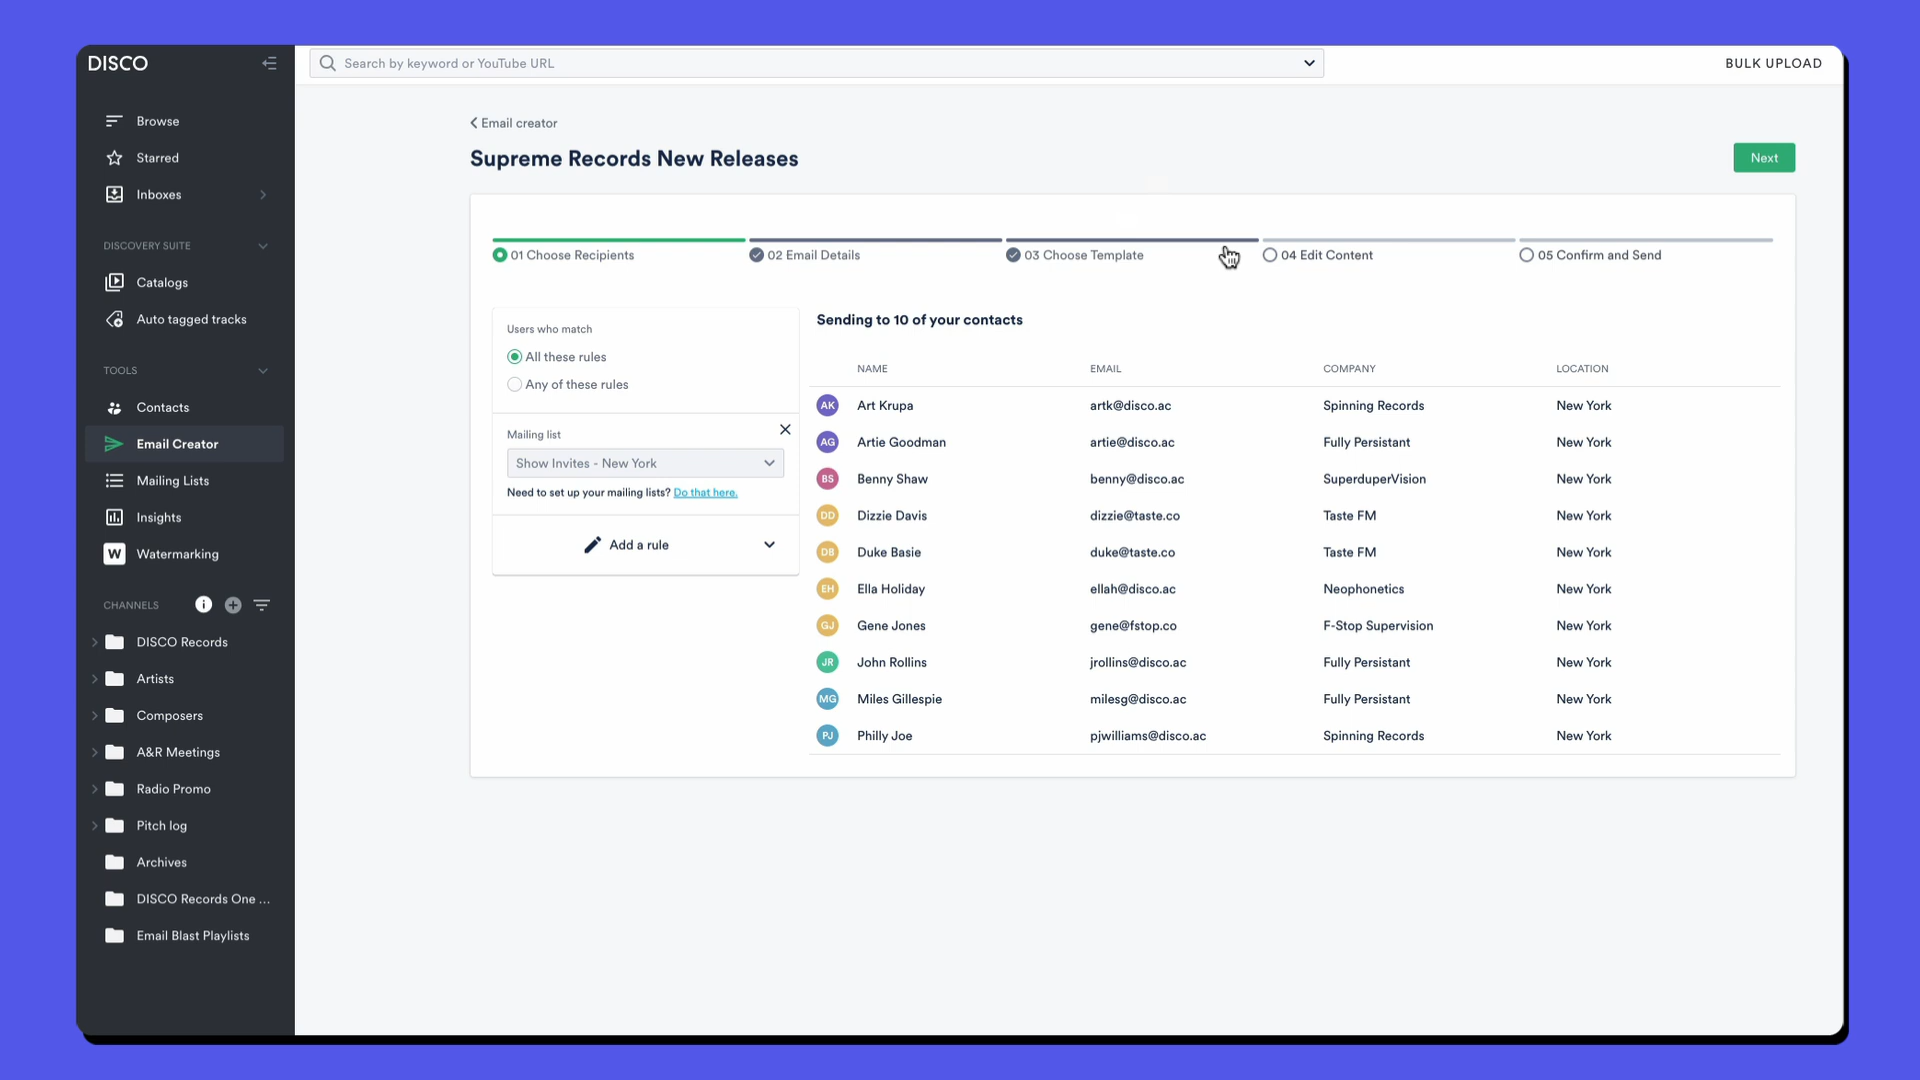 DISCO
Search by keyword or YouTube URL
BULK UPLOAD
Browse
Starred
Inboxes
DISCOVERY SUITE
Catalogs
Auto tagged tracks
TOOLS
Contacts
Email Creator
Mailing Lists
Insights
W Watermarking
CHANNELS
DISCO Records
Artists
Composers
A&R Meetings
Radio Promo
Pitch log
Archives
DISCO Records One ...
Email Blast Playlists
Email creator
Supreme Records New Releases
Next
01 Choose Recipients
02 Email Details
03 Choose Template
04 Edit Content
05 Confirm and Send
Users who match
All these rules
Any of these rules
Mailing list
Show Invites - New York
Need to set up your mailing lists? Do that here.
Add a rule
Sending to 10 of your contacts
NAME EMAIL COMPANY LOCATION
AK Art Krupa artk@disco.ac Spinning Records New York
AG Artie Goodman artie@disco.ac Fully Persistant New York
BS Benny Shaw benny@disco.ac SuperduperVision New York
DD Dizzie Davis dizzie@taste.co Taste FM New York
DB Duke Basie duke@taste.co Taste FM New York
EH Ella Holiday ellah@disco.ac Neophonetics New York
GJ Gene Jones gene@fstop.co F-Stop Supervision New York
JR John Rollins jrollins@disco.ac Fully Persistant New York
MG Miles Gillespie milesg@disco.ac Fully Persistant New York
PJ Philly Joe pjwilliams@disco.ac Spinning Records New York